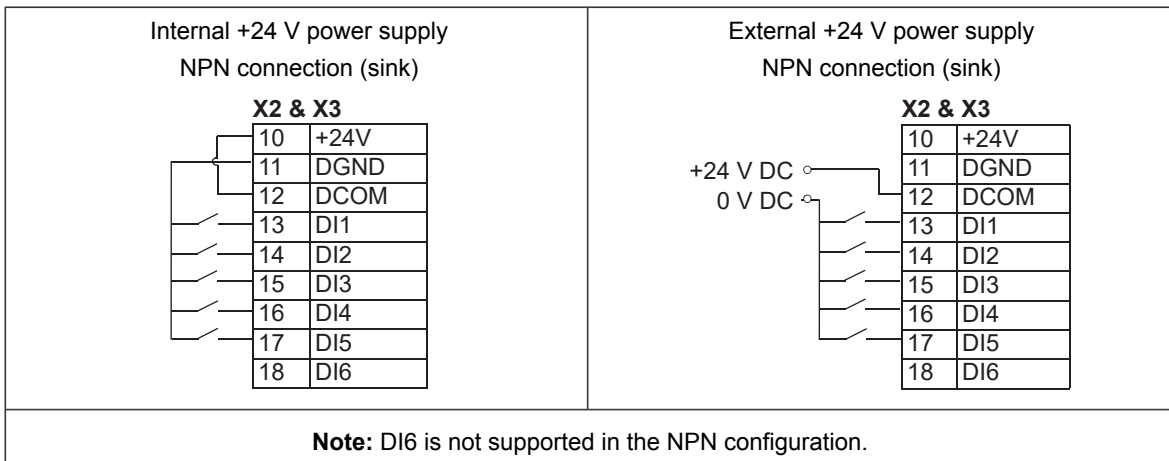 Internal +24 V power supply
NPN connection (sink)
X2 & X3
10 +24V
11 DGND
12 DCOM
13 DI1
14 DI2
15 DI3
16 DI4
17 DI5
18 DI6
External +24 V power supply
NPN connection (sink)
X2 & X3
10 +24V
+24 V DC 11 DGND
0 V DC 12 DCOM
13 DI1
14 DI2
15 DI3
16 DI4
17 DI5
18 DI6
Note: DI6 is not supported in the NPN configuration.